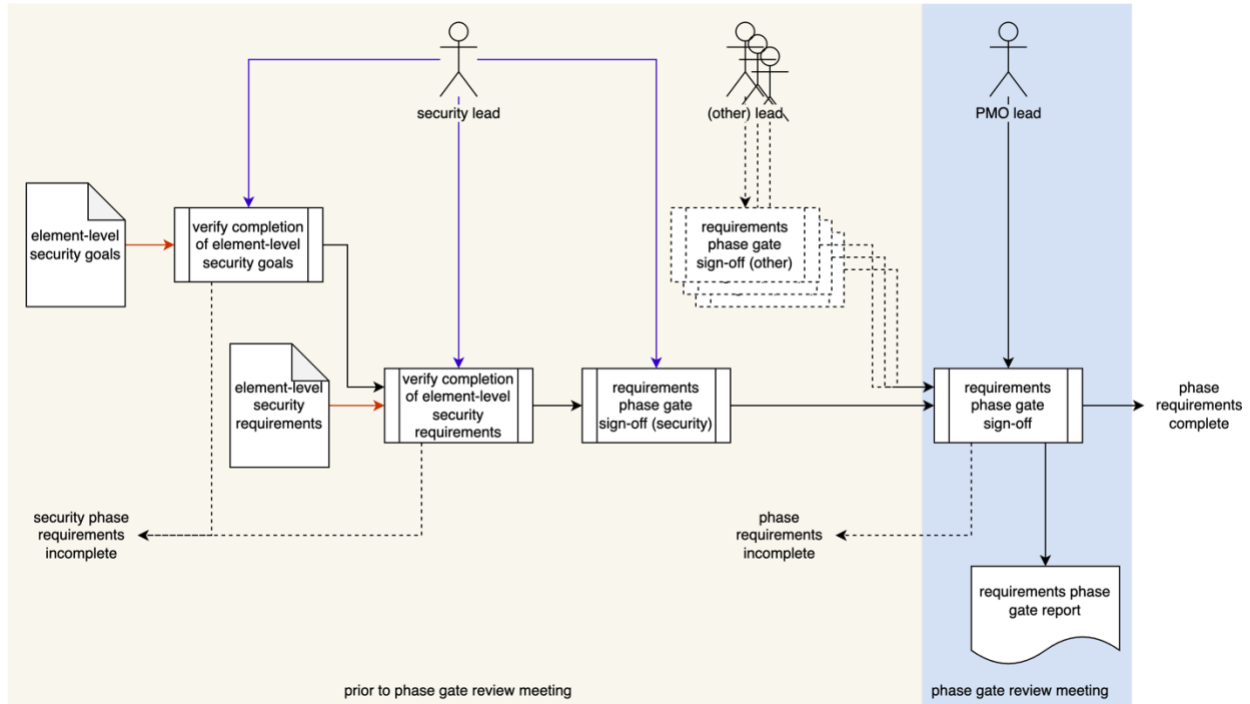 security lead
(other) lead
PMO lead
element-level
security goals
verify completion
of element-level
security goals
requirements
phase gate
sign-off (other)
element-level
security
requirements
verify completion
of element-level
security
requirements
requirements
phase gate
sign-off (security)
requirements
phase gate
sign-off
phase
requirements
complete
security phase
requirements
incomplete
phase
requirements
incomplete
requirements phase
gate report
prior to phase gate review meeting
phase gate review meeting